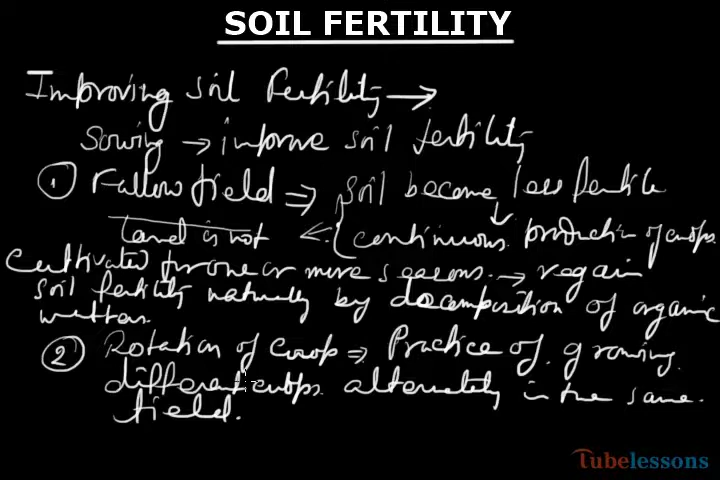 SOIL FERTILITY
Improving soil fertility →
Sowing → improve soil fertility
① Fallow field ⇒ soil become less fertile
Land is not ← { continuous production of crops
Cultivated for one or more seasons. → regain
soil fertility naturally by decomposition of organic
matter.
② Rotation of crop ⇒ Practice of growing
different crops alternately in the same
field.
Tubelessons